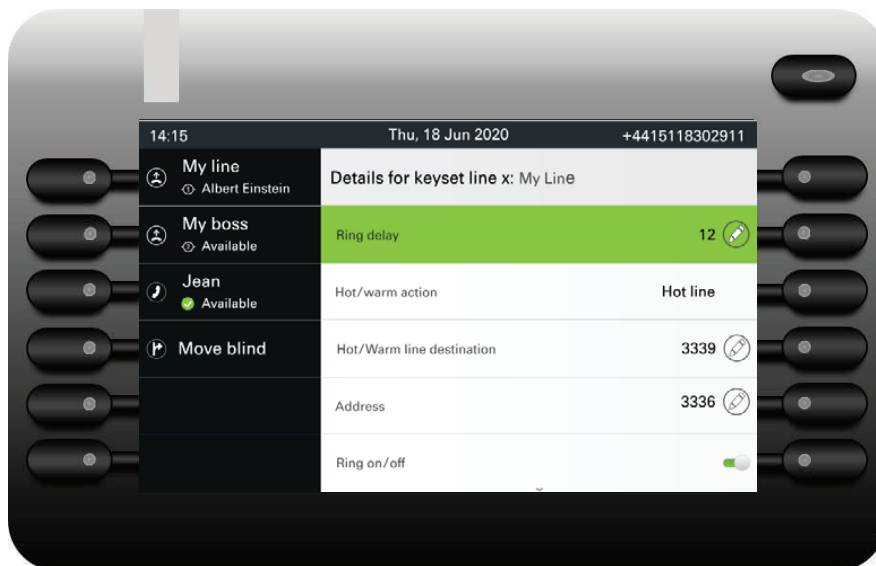 14:15 Thu, 18 Jun 2020 +4415118302911
My line
Albert Einstein
My boss
Available
Jean
Available
Move blind
Details for keyset line x: My Line
Ring delay 12
Hot/warm action Hot line
Hot/Warm line destination 3339
Address 3336
Ring on/off